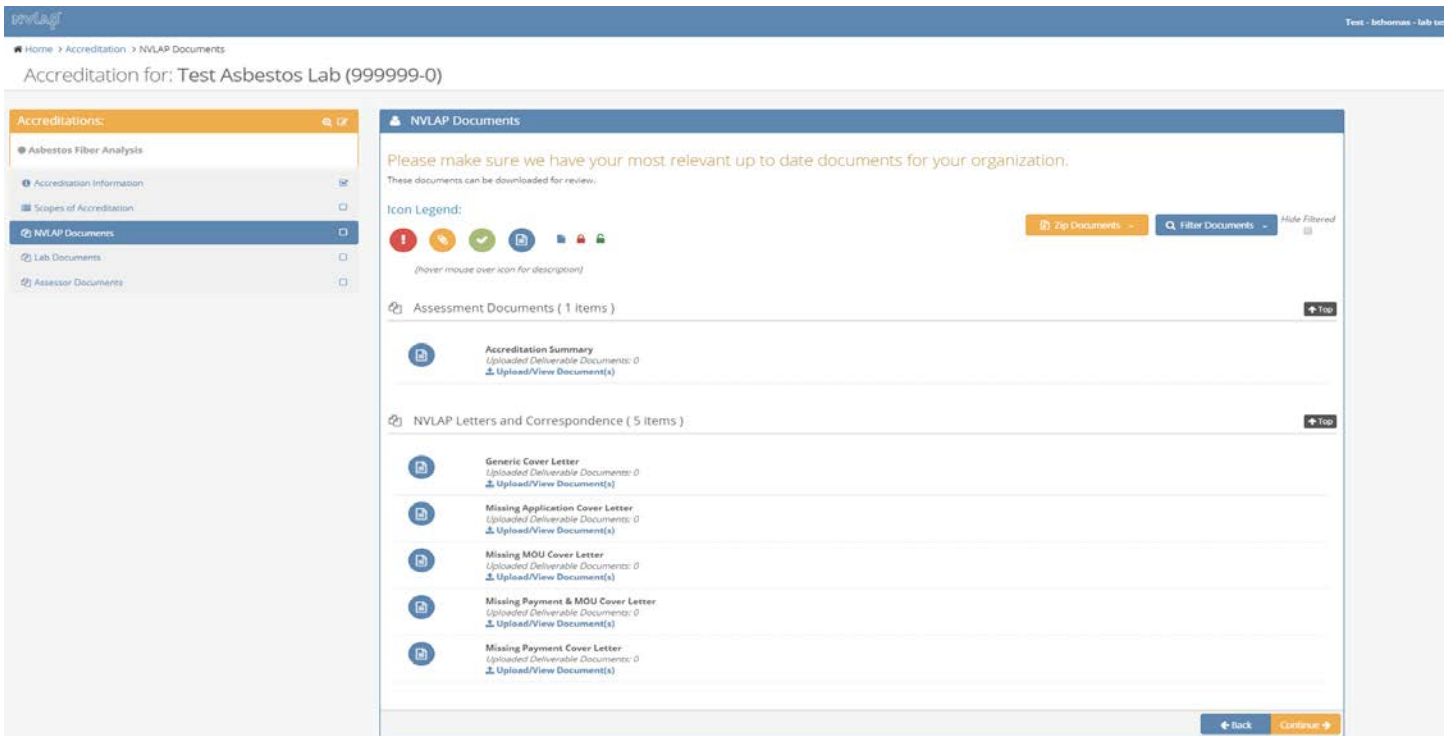 NVLAP
Test - bthomas - lab te
Home > Accreditation > NVLAP Documents
Accreditation for: Test Asbestos Lab (999999-0)
Accreditations:
Asbestos Fiber Analysis
Accreditation Information
Scopes of Accreditation
NVLAP Documents
Lab Documents
Assessor Documents
NVLAP Documents
Please make sure we have your most relevant up to date documents for your organization.
These documents can be downloaded for review.
Icon Legend:
Zip Documents
Filter Documents
Hide Filtered
(hover mouse over icon for description)
Assessment Documents ( 1 items )
Top
Accreditation Summary
Uploaded Deliverable Documents: 0
Upload/View Document(s)
NVLAP Letters and Correspondence ( 5 items )
Top
Generic Cover Letter
Uploaded Deliverable Documents: 0
Upload/View Document(s)
Missing Application Cover Letter
Uploaded Deliverable Documents: 0
Upload/View Document(s)
Missing MOU Cover Letter
Uploaded Deliverable Documents: 0
Upload/View Document(s)
Missing Payment & MOU Cover Letter
Uploaded Deliverable Documents: 0
Upload/View Document(s)
Missing Payment Cover Letter
Uploaded Deliverable Documents: 0
Upload/View Document(s)
Back
Continue